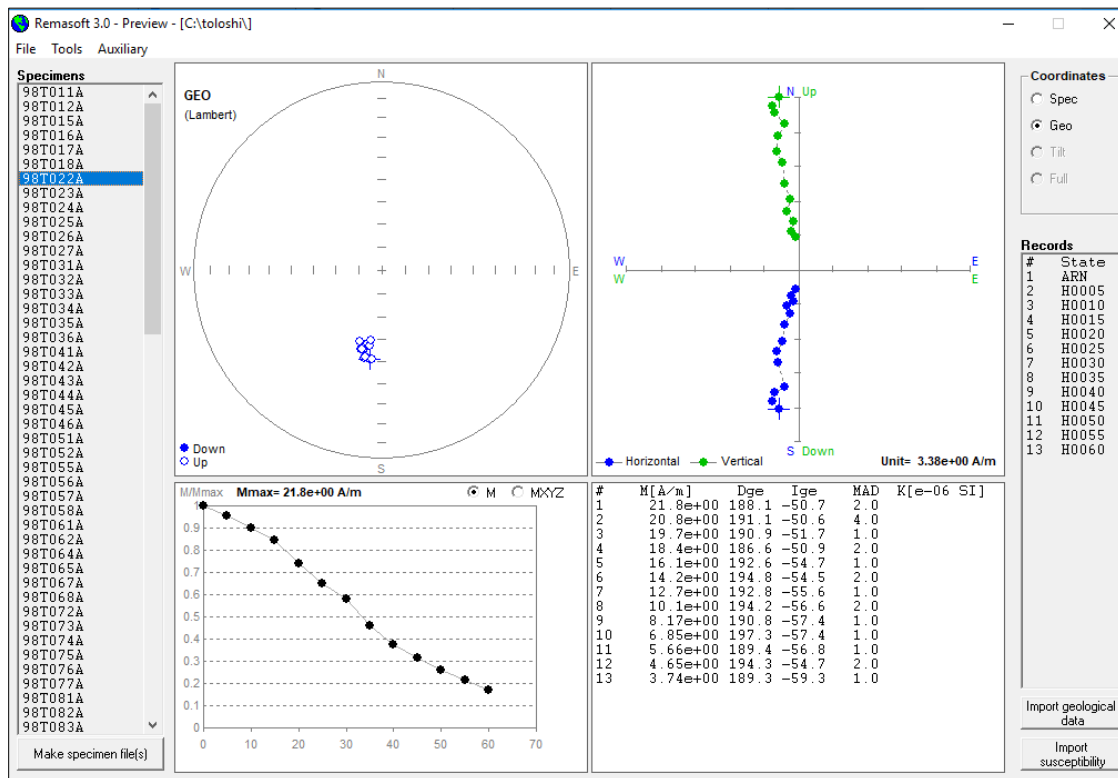 Remasoft 3.0 - Preview - [C:\toloshi\]
File Tools Auxiliary
Specimens
98T011A
98T012A
98T015A
98T016A
98T017A
98T018A
98T022A
98T023A
98T024A
98T025A
98T026A
98T027A
98T031A
98T032A
98T033A
98T034A
98T035A
98T036A
98T041A
98T042A
98T043A
98T044A
98T045A
98T046A
98T051A
98T052A
98T055A
98T056A
98T057A
98T058A
98T061A
98T062A
98T064A
98T065A
98T067A
98T068A
98T072A
98T073A
98T074A
98T075A
98T076A
98T077A
98T081A
98T082A
98T083A
Make specimen file(s)
GEO
(Lambert)
N
W
E
S
Down
Up
N Up
W
W
E
E
S Down
Horizontal Vertical Unit= 3.38e+00 A/m
M/Mmax Mmax= 21.8e+00 A/m M MXYZ
1
0.9
0.8
0.7
0.6
0.5
0.4
0.3
0.2
0.1
0
0 10 20 30 40 50 60 70
# M[A/m] Dge Ige MAD K[e-06 SI]
1 21.8e+00 188.1 -50.7 2.0
2 20.8e+00 191.1 -50.6 4.0
3 19.7e+00 190.9 -51.7 1.0
4 18.4e+00 186.6 -50.9 2.0
5 16.1e+00 192.6 -54.7 1.0
6 14.2e+00 194.8 -54.5 2.0
7 12.7e+00 192.8 -55.6 1.0
8 10.1e+00 194.2 -56.6 2.0
9 8.17e+00 190.8 -57.4 1.0
10 6.85e+00 197.3 -57.4 1.0
11 5.66e+00 189.4 -56.8 1.0
12 4.65e+00 194.3 -54.7 2.0
13 3.74e+00 189.3 -59.3 1.0
Coordinates
Spec
Geo
Tilt
Full
Records
# State
1 ARN
2 H0005
3 H0010
4 H0015
5 H0020
6 H0025
7 H0030
8 H0035
9 H0040
10 H0045
11 H0050
12 H0055
13 H0060
Import geological
data
Import
susceptibility